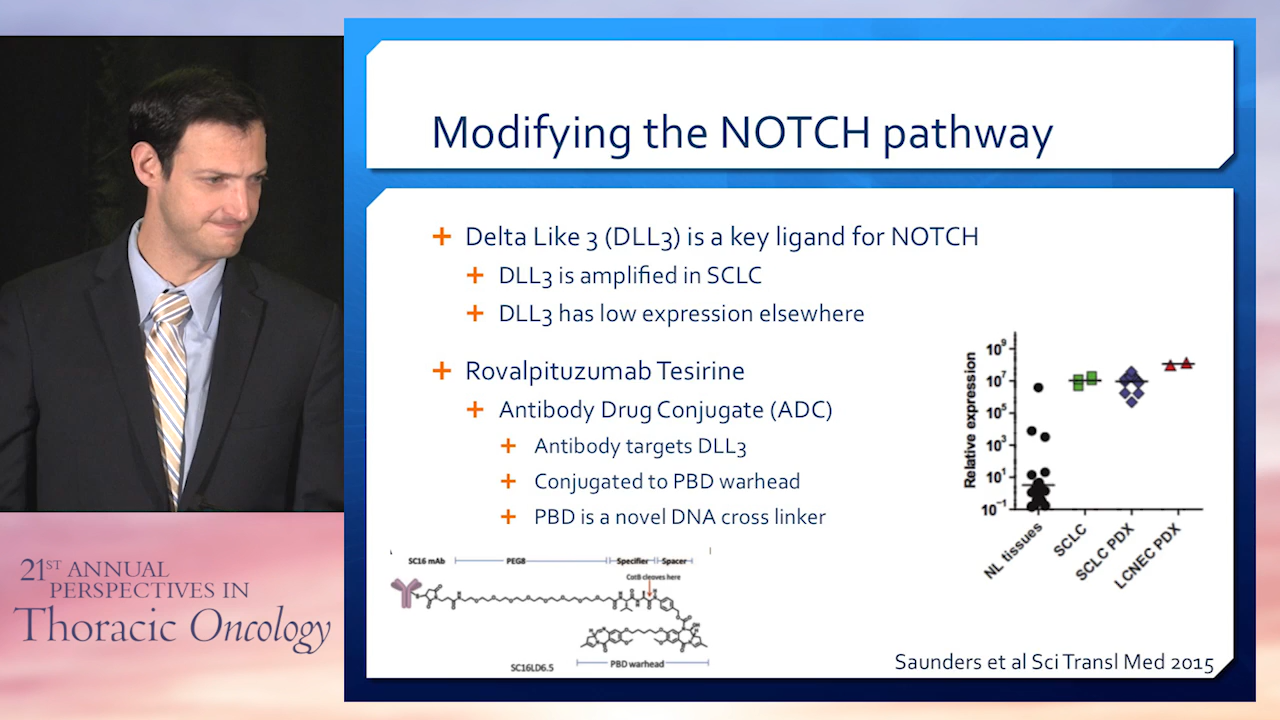 Modifying the NOTCH pathway
Delta Like 3 (DLL3) is a key ligand for NOTCH
DLL3 is amplified in SCLC
DLL3 has low expression elsewhere
Rovalpituzumab Tesirine
Antibody Drug Conjugate (ADC)
Antibody targets DLL3
Conjugated to PBD warhead
PBD is a novel DNA cross linker
Relative expression
10⁹
10⁷
10⁵
10³
10¹
10⁻¹
NL tissues
SCLC
SCLC PDX
LCNEC PDX
SC16 mAb PEG8 Specifier Spacer
CotB cleaves here
PBD warhead
SC16LD6.5
Saunders et al Sci Transl Med 2015
21ST ANNUAL
PERSPECTIVES IN
Thoracic Oncology